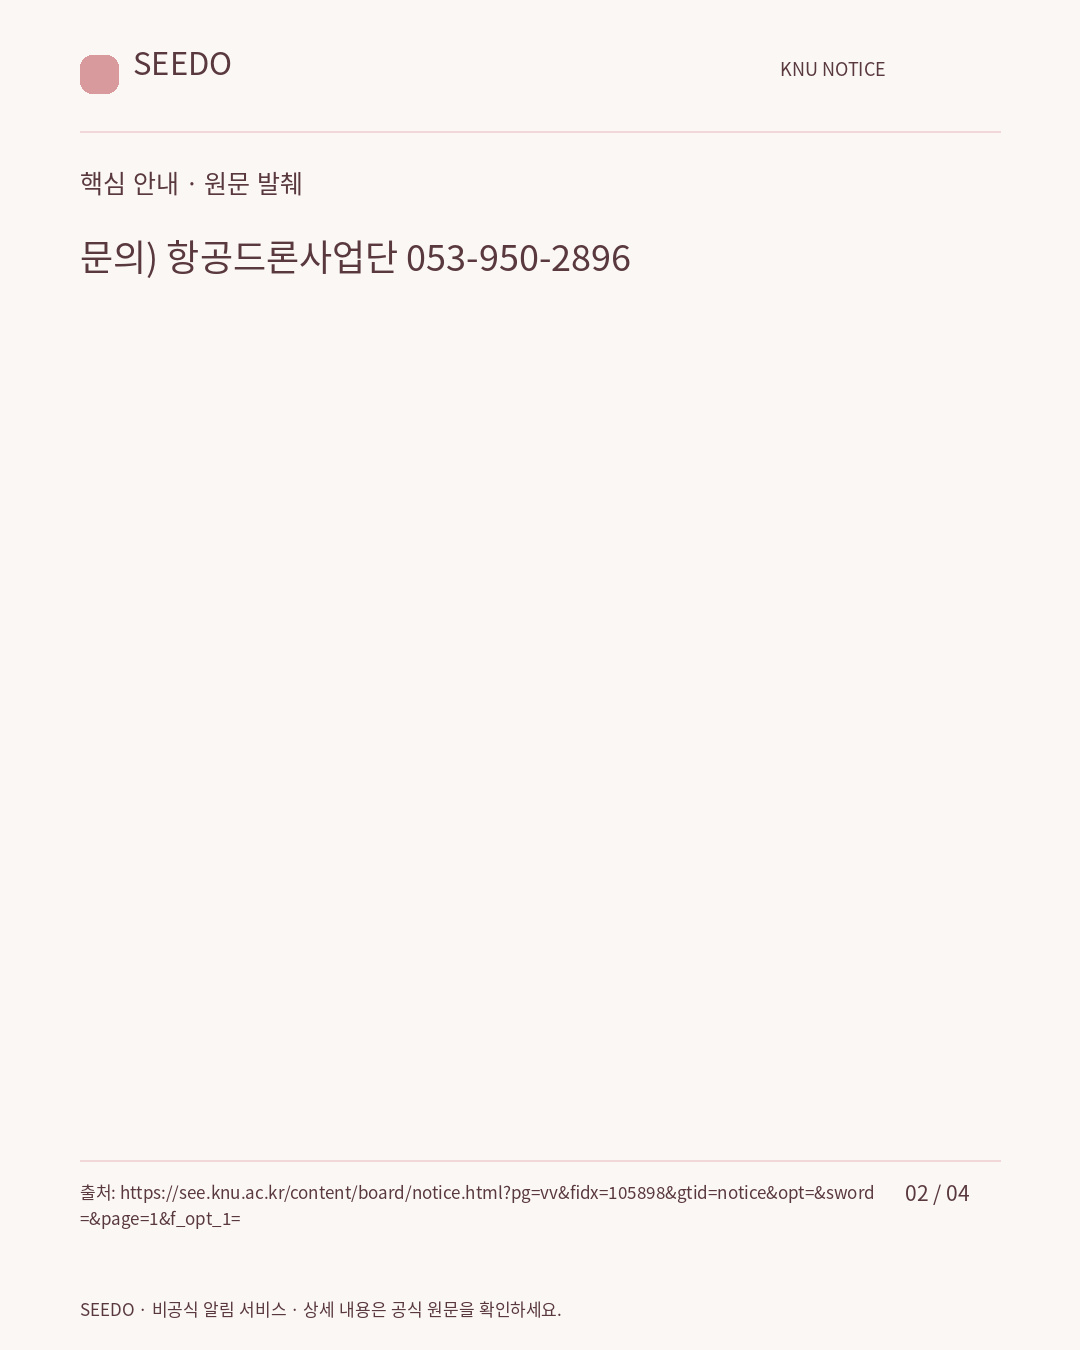 SEEDO
KNU NOTICE
핵심 안내 · 원문 발췌
문의) 항공드론사업단 053-950-2896
출처: https://see.knu.ac.kr/content/board/notice.html?pg=vv&fidx=105898&gtid=notice&opt=&sword
=&page=1&f_opt_1=
02 / 04
SEEDO · 비공식 알림 서비스 · 상세 내용은 공식 원문을 확인하세요.